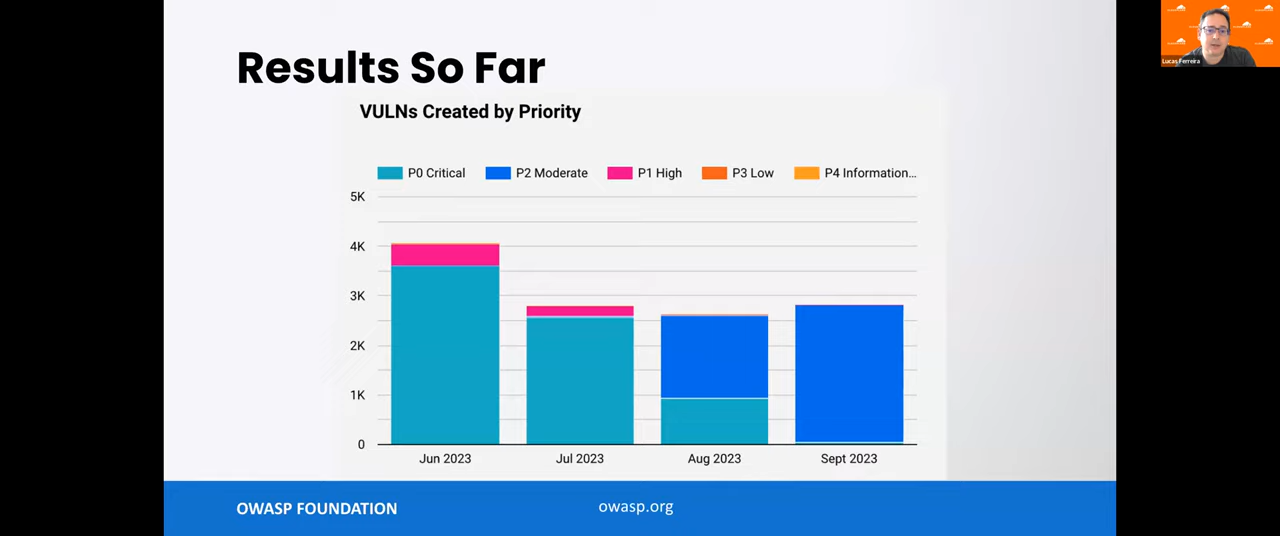 Results So Far
VULNs Created by Priority
P0 Critical P2 Moderate P1 High P3 Low P4 Information...
5K
4K
3K
2K
1K
0
Jun 2023 Jul 2023 Aug 2023 Sept 2023
OWASP FOUNDATION owasp.org
Lucas Ferreira